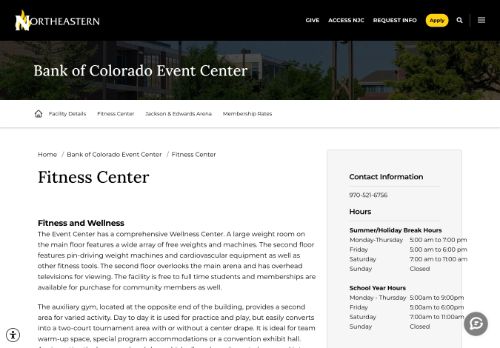 NORTHEASTERN
GIVE ACCESS NJC REQUEST INFO Apply
Bank of Colorado Event Center
Facility Details Fitness Center Jackson & Edwards Arena Membership Rates
Home / Bank of Colorado Event Center / Fitness Center
Fitness Center
Fitness and Wellness
The Event Center has a comprehensive Wellness Center. A large weight room on
the main floor features a wide array of free weights and machines. The second floor
features pin-driving weight machines and cardiovascular equipment as well as
other fitness tools. The second floor overlooks the main arena and has overhead
televisions for viewing. The facility is free to full time students and memberships are
available for purchase for community members as well.
The auxiliary gym, located at the opposite end of the building, provides a second
area for varied activity. Day to day it is used for practice and play, but easily converts
into a two-court tournament area with or without a center drape. It is ideal for team
warm-up space, special program accommodations or a convention exhibit hall.
Contact Information
970-521-6756
Hours
Summer/Holiday Break Hours
Monday-Thursday 5:00 am to 7:00 pm
Friday 5:00 am to 6:00 pm
Saturday 7:00 am to 11:00 am
Sunday Closed
School Year Hours
Monday - Thursday 5:00am to 9:00pm
Friday 5:00am to 6:00pm
Saturday 7:00am to 11:00am
Sunday Closed